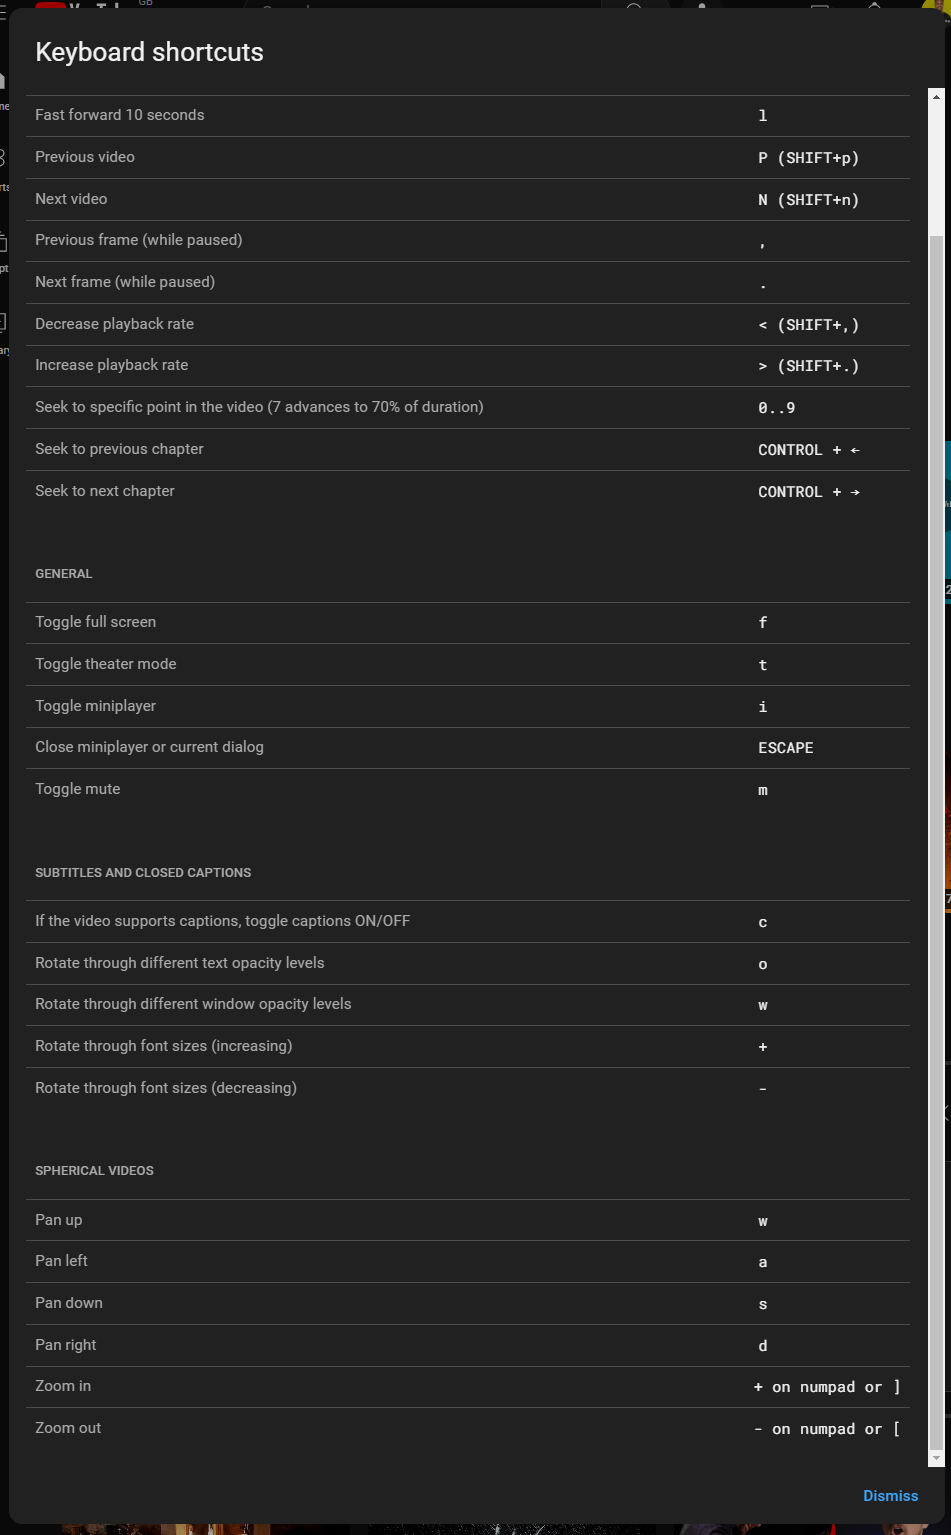 GB
Keyboard shortcuts
Fast forward 10 seconds l
Previous video P (SHIFT+p)
Next video N (SHIFT+n)
Previous frame (while paused) ,
Next frame (while paused) .
Decrease playback rate < (SHIFT+,)
Increase playback rate > (SHIFT+.)
Seek to specific point in the video (7 advances to 70% of duration) 0..9
Seek to previous chapter CONTROL + ←
Seek to next chapter CONTROL + →
GENERAL
Toggle full screen f
Toggle theater mode t
Toggle miniplayer i
Close miniplayer or current dialog ESCAPE
Toggle mute m
SUBTITLES AND CLOSED CAPTIONS
If the video supports captions, toggle captions ON/OFF c
Rotate through different text opacity levels o
Rotate through different window opacity levels w
Rotate through font sizes (increasing) +
Rotate through font sizes (decreasing) -
SPHERICAL VIDEOS
Pan up w
Pan left a
Pan down s
Pan right d
Zoom in + on numpad or ]
Zoom out - on numpad or [
Dismiss